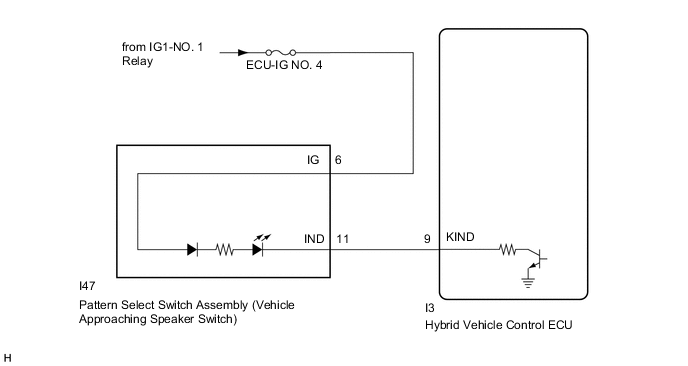 from IG1-NO. 1
Relay
ECU-IG NO. 4
IG 6
IND 11
9 KIND
I47
Pattern Select Switch Assembly (Vehicle
Approaching Speaker Switch)
I3
Hybrid Vehicle Control ECU
H